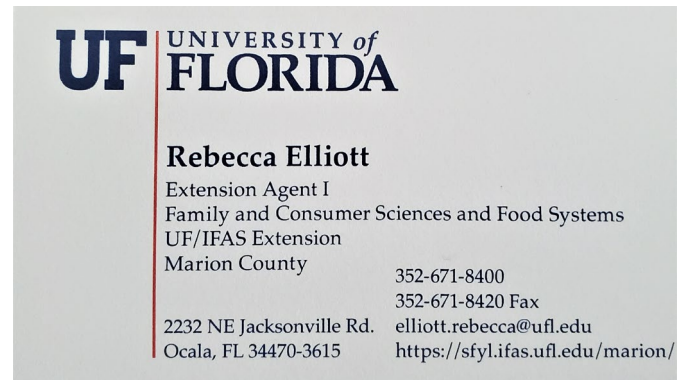 UF UNIVERSITY of
FLORIDA
Rebecca Elliott
Extension Agent I
Family and Consumer Sciences and Food Systems
UF/IFAS Extension
Marion County
352-671-8400
352-671-8420 Fax
2232 NE Jacksonville Rd. elliott.rebecca@ufl.edu
Ocala, FL 34470-3615 https://sfyl.ifas.ufl.edu/marion/